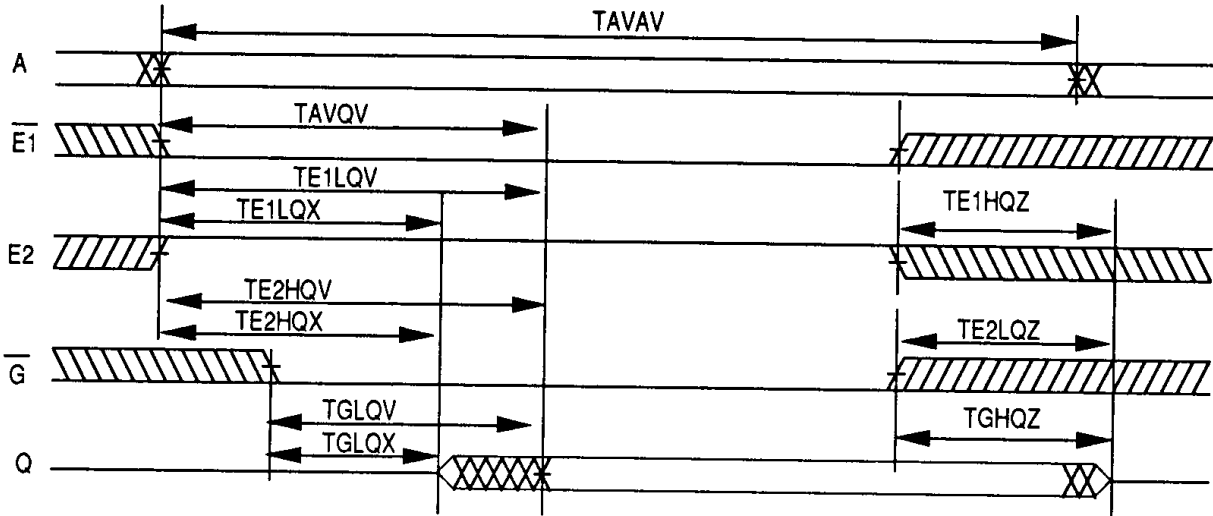 TAVAV
A
TAVQV
E1
TE1LQV
TE1LQX
TE1HQZ
E2
TE2HQV
TE2HQX
TE2LQZ
G
TGLQV
TGHQZ
TGLQX
Q